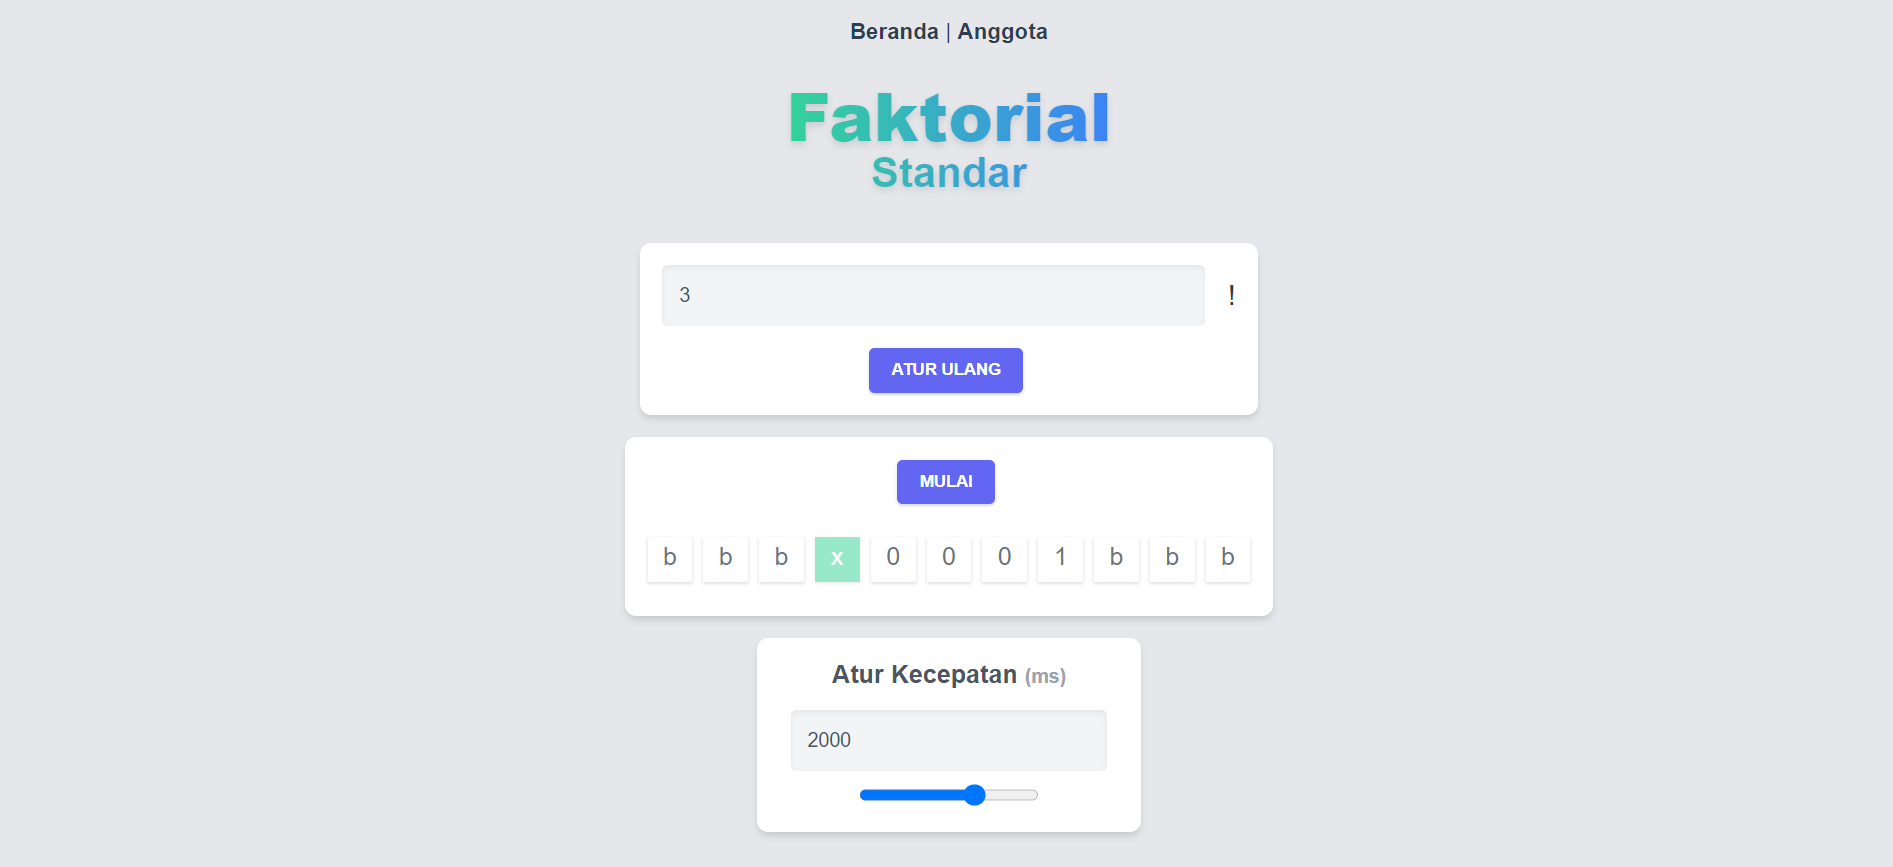 Beranda | Anggota
Faktorial
Standar
3 !
ATUR ULANG
MULAI
b b b x 0 0 0 1 b b b
Atur Kecepatan (ms)
2000